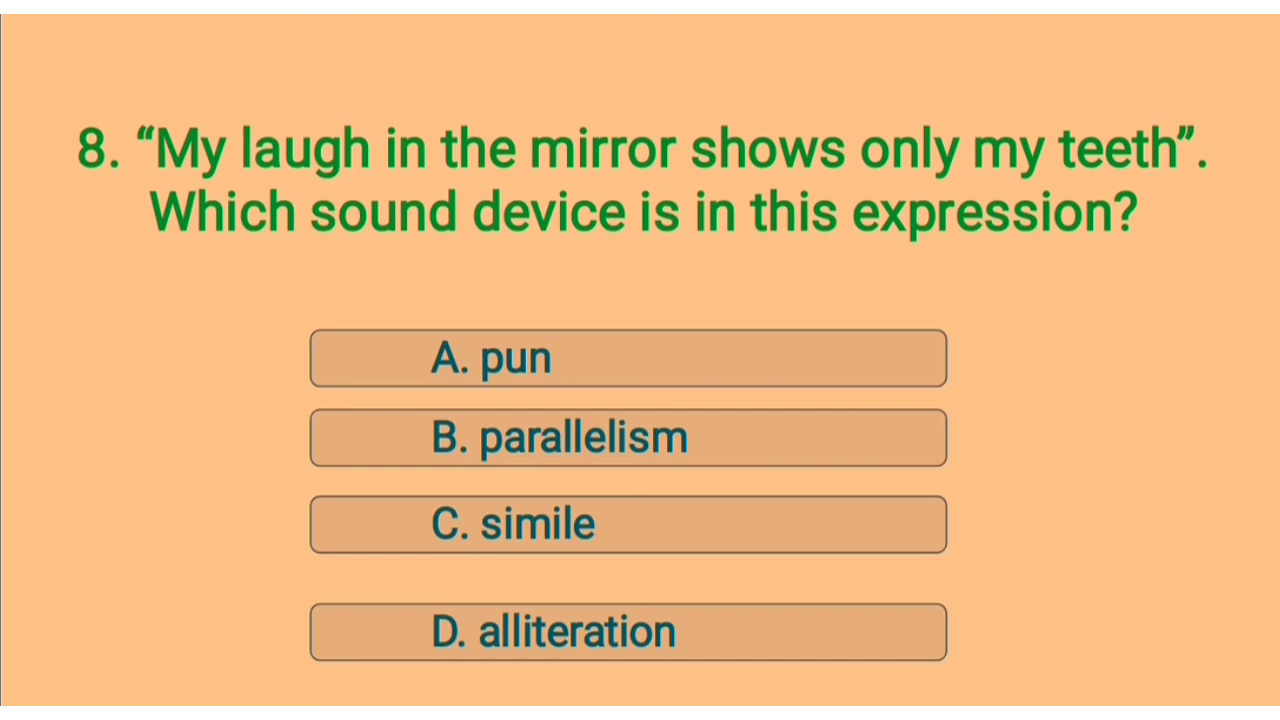 8. “My laugh in the mirror shows only my teeth”.
Which sound device is in this expression?
A. pun
B. parallelism
C. simile
D. alliteration